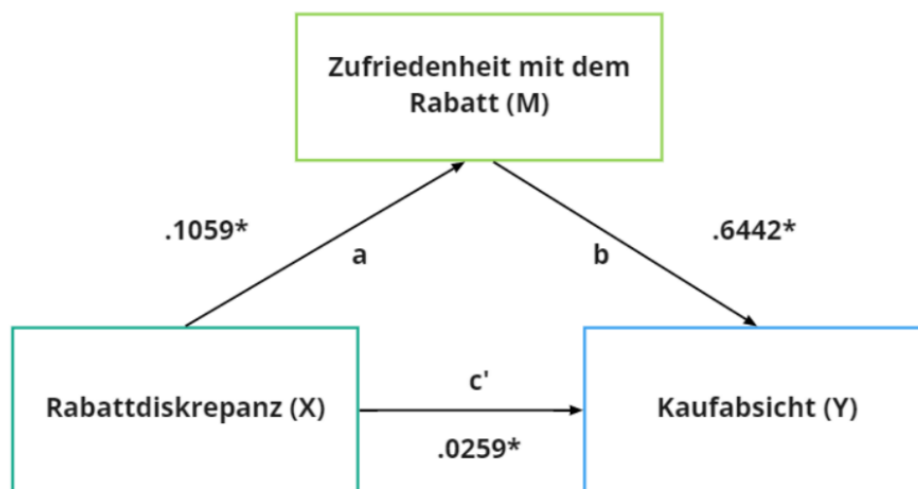 Zufriedenheit mit dem
Rabatt (M)
.1059*
.6442*
a
b
c'
Rabattdiskrepanz (X)
Kaufabsicht (Y)
.0259*